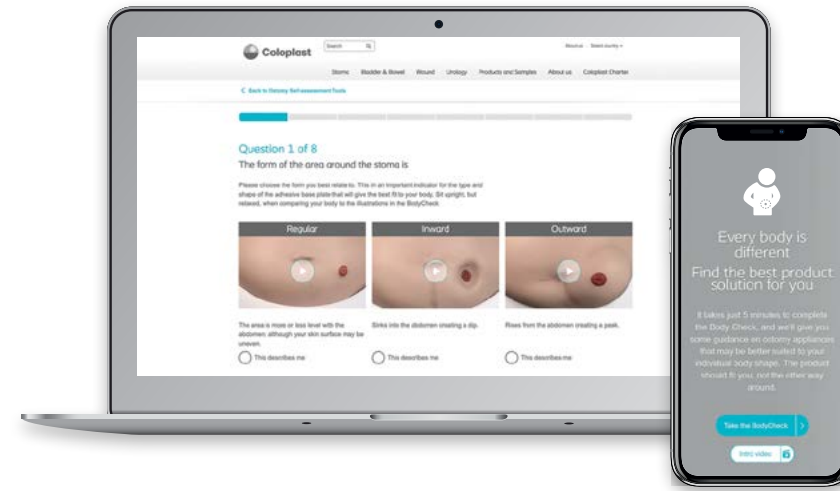 Coloplast
Search
About us Select country
Stoma Bladder & Bowel Wound Urology Products and Samples About us Coloplast Charter
Back to Ostomy Self-assessment Tools
Question 1 of 8
The form of the area around the stoma is
Please choose the form you best relate to. This is an important indicator for the type and
shape of the adhesive base plate that will give the best fit to your body. Sit upright, but
relaxed, when comparing your body to the illustrations in the BodyCheck.
Regular
Inward
Outward
The area is more or less level with the
abdomen although your skin surface may be
uneven.
Sinks into the abdomen creating a dip.
Rises from the abdomen creating a peak.
This describes me
This describes me
This describes me
Every body is
different
Find the best product
solution for you
It takes just 5 minutes to complete
the Body Check, and we'll give you
some guidance on ostomy appliances
that may be better suited to your
individual body shape. The product
should fit you, not the other way
around.
Take the BodyCheck
Intro video